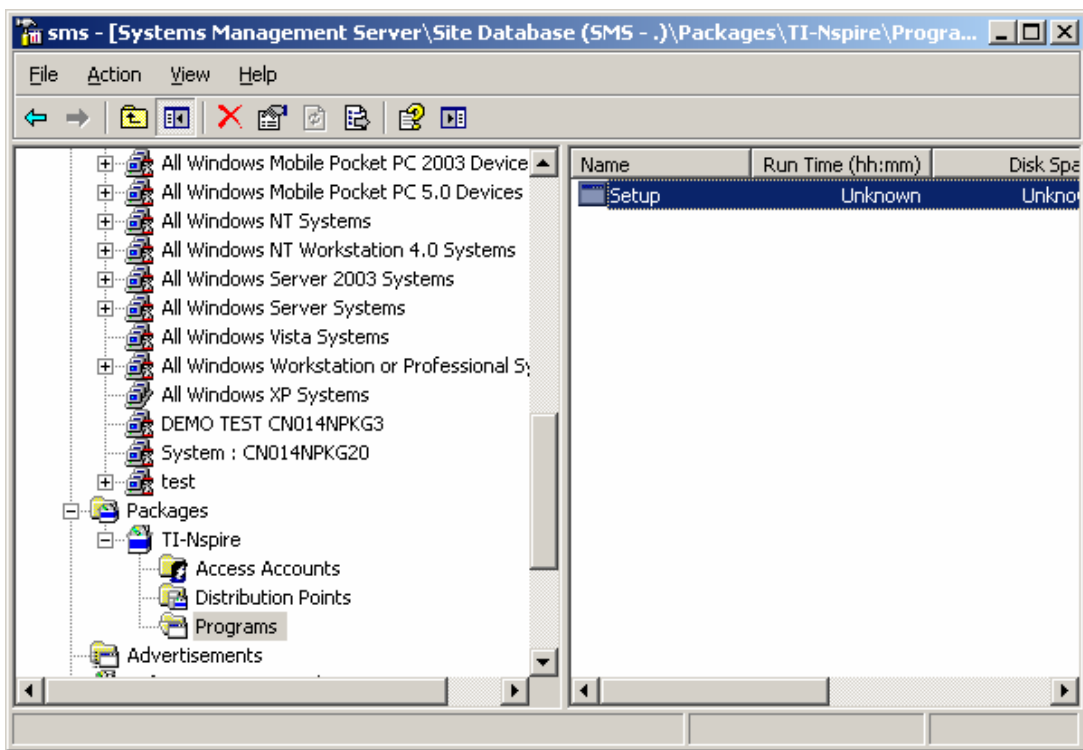 sms - [Systems Management Server\Site Database (SMS - .)\Packages\TI-Nspire\Progra...
File Action View Help
All Windows Mobile Pocket PC 2003 Device
All Windows Mobile Pocket PC 5.0 Devices
All Windows NT Systems
All Windows NT Workstation 4.0 Systems
All Windows Server 2003 Systems
All Windows Server Systems
All Windows Vista Systems
All Windows Workstation or Professional Sy
All Windows XP Systems
DEMO TEST CN014NPKG3
System : CN014NPKG20
test
Packages
TI-Nspire
Access Accounts
Distribution Points
Programs
Advertisements
Name Run Time (hh:mm) Disk Spa
Setup Unknown Unkno